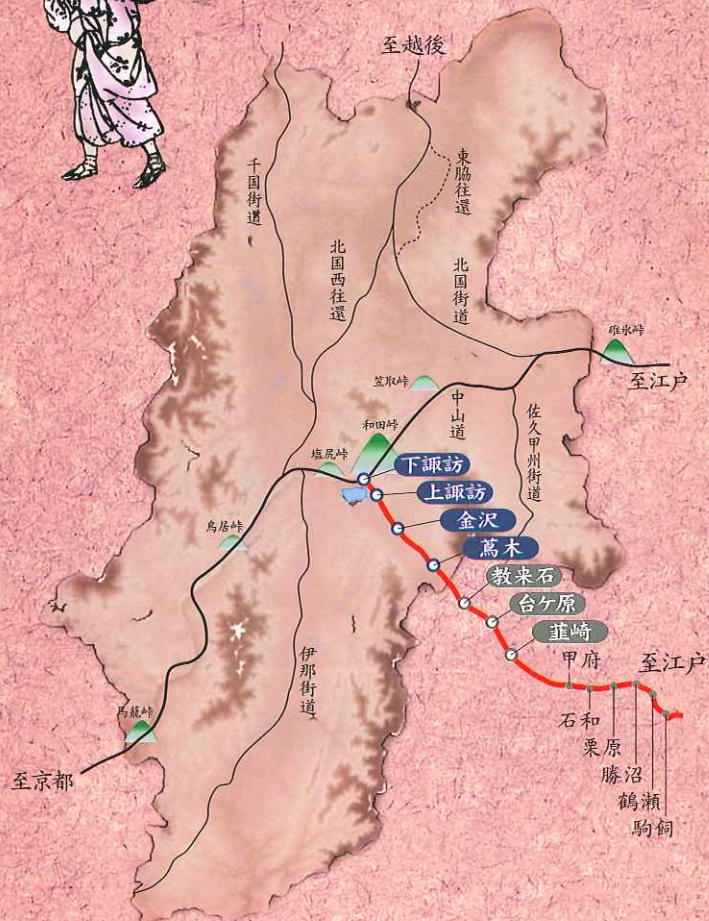 至越後
千国街道
東脇往還
北国西往還
北国街道
碓氷峠
至江戸
笠取峠
中山道
佐久甲州街道
和田峠
塩尻峠
下諏訪
上諏訪
金沢
蔦木
鳥居峠
教来石
台ケ原
韮崎
甲府
至江戸
伊那街道
石和
栗原
勝沼
鶴瀬
駒飼
馬籠峠
至京都